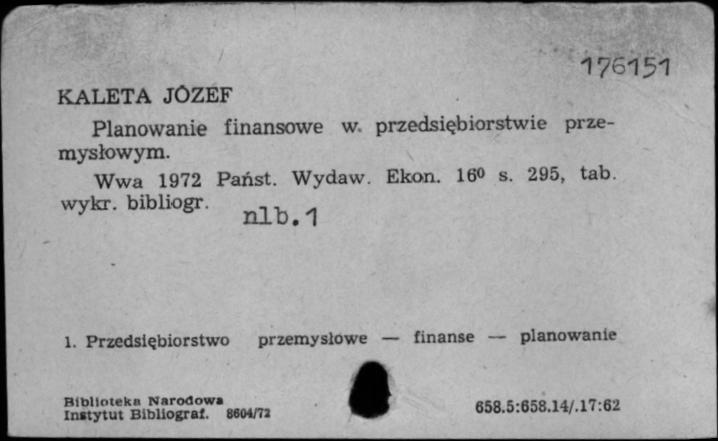 176151
KALETA JÓZEF
Planowanie finansowe w. przedsiębiorstwie prze-
mysłowym.
Wwa 1972 Państ. Wydaw. Ekon. 16⁰ s. 295, tab.
wykr. bibliogr.
nlb.1
1. Przedsiębiorstwo przemysłowe — finanse — planowanie
Biblioteka Narodowa
Instytut Bibliograf. 8604/72
658.5:658.14/.17:62